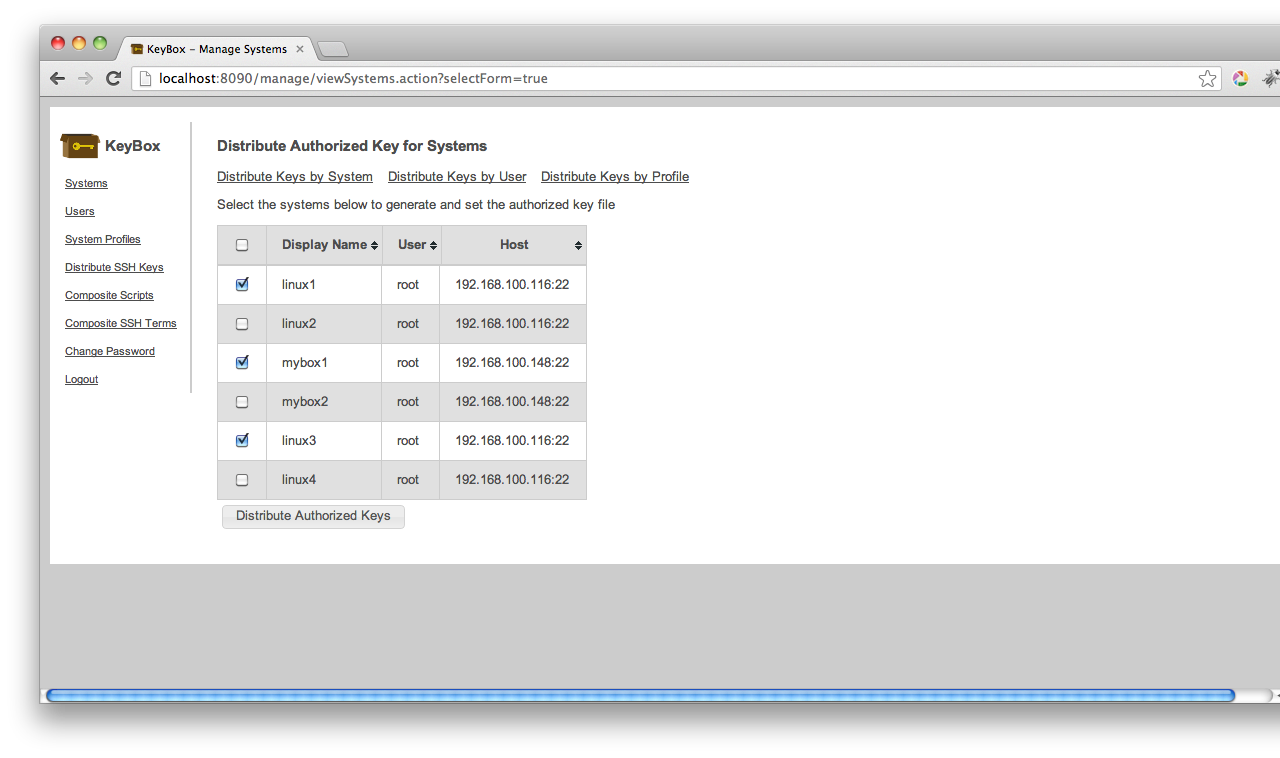 KeyBox – Manage Systems
localhost:8090/manage/viewSystems.action?selectForm=true
KeyBox
Systems
Users
System Profiles
Distribute SSH Keys
Composite Scripts
Composite SSH Terms
Change Password
Logout
Distribute Authorized Key for Systems
Distribute Keys by System Distribute Keys by User Distribute Keys by Profile
Select the systems below to generate and set the authorized key file
Display Name User Host
linux1 root 192.168.100.116:22
linux2 root 192.168.100.116:22
mybox1 root 192.168.100.148:22
mybox2 root 192.168.100.148:22
linux3 root 192.168.100.116:22
linux4 root 192.168.100.116:22
Distribute Authorized Keys